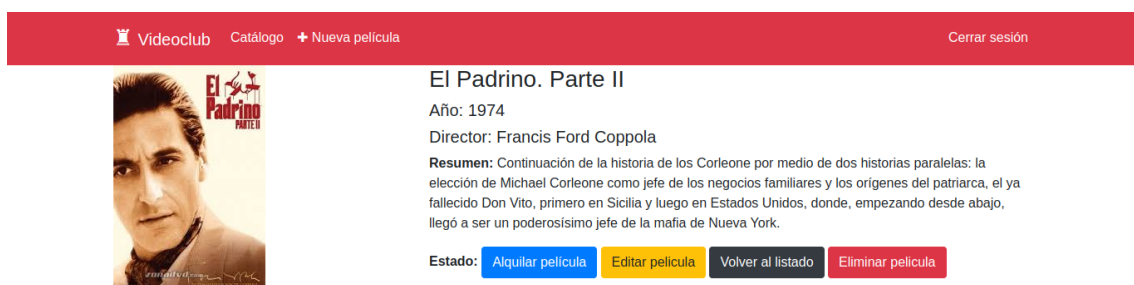 Videoclub Catálogo Nueva película Cerrar sesión
El Padrino PARTE II
El Padrino. Parte II
Año: 1974
Director: Francis Ford Coppola
Resumen: Continuación de la historia de los Corleone por medio de dos historias paralelas: la
elección de Michael Corleone como jefe de los negocios familiares y los orígenes del patriarca, el ya
fallecido Don Vito, primero en Sicilia y luego en Estados Unidos, donde, empezando desde abajo,
llegó a ser un poderosísimo jefe de la mafia de Nueva York.
Estado: Alquilar película Editar pelicula Volver al listado Eliminar pelicula